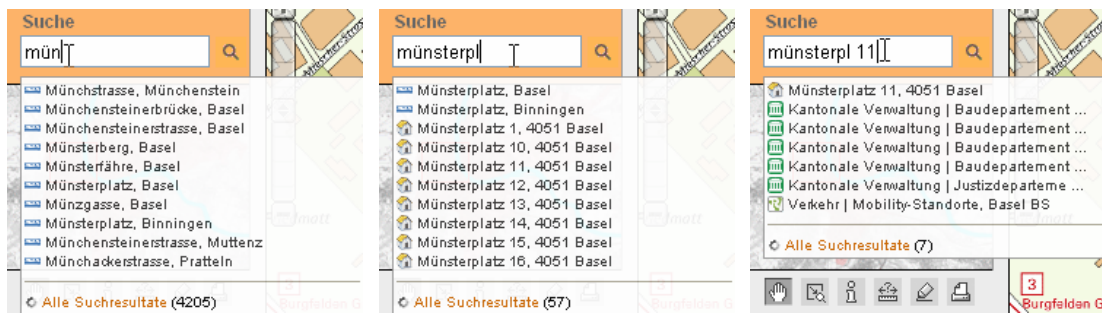 Suche
mün
Münchstrasse, Münchenstein
Münchensteinerbrücke, Basel
Münchensteinerstrasse, Basel
Münsterberg, Basel
Münsterfähre, Basel
Münsterplatz, Basel
Münzgasse, Basel
Münsterplatz, Binningen
Münchensteinerstrasse, Muttenz
Münchackerstrasse, Pratteln
Alle Suchresultate (4205)
Suche
münsterpl
Münsterplatz, Basel
Münsterplatz, Binningen
Münsterplatz 1, 4051 Basel
Münsterplatz 10, 4051 Basel
Münsterplatz 11, 4051 Basel
Münsterplatz 12, 4051 Basel
Münsterplatz 13, 4051 Basel
Münsterplatz 14, 4051 Basel
Münsterplatz 15, 4051 Basel
Münsterplatz 16, 4051 Basel
Alle Suchresultate (57)
Suche
münsterpl 11
Münsterplatz 11, 4051 Basel
Kantonale Verwaltung | Baudepartement ...
Kantonale Verwaltung | Baudepartement ...
Kantonale Verwaltung | Baudepartement ...
Kantonale Verwaltung | Baudepartement ...
Kantonale Verwaltung | Justizdeparteme ...
Verkehr | Mobility-Standorte, Basel BS
Alle Suchresultate (7)
3
Burgfelden G